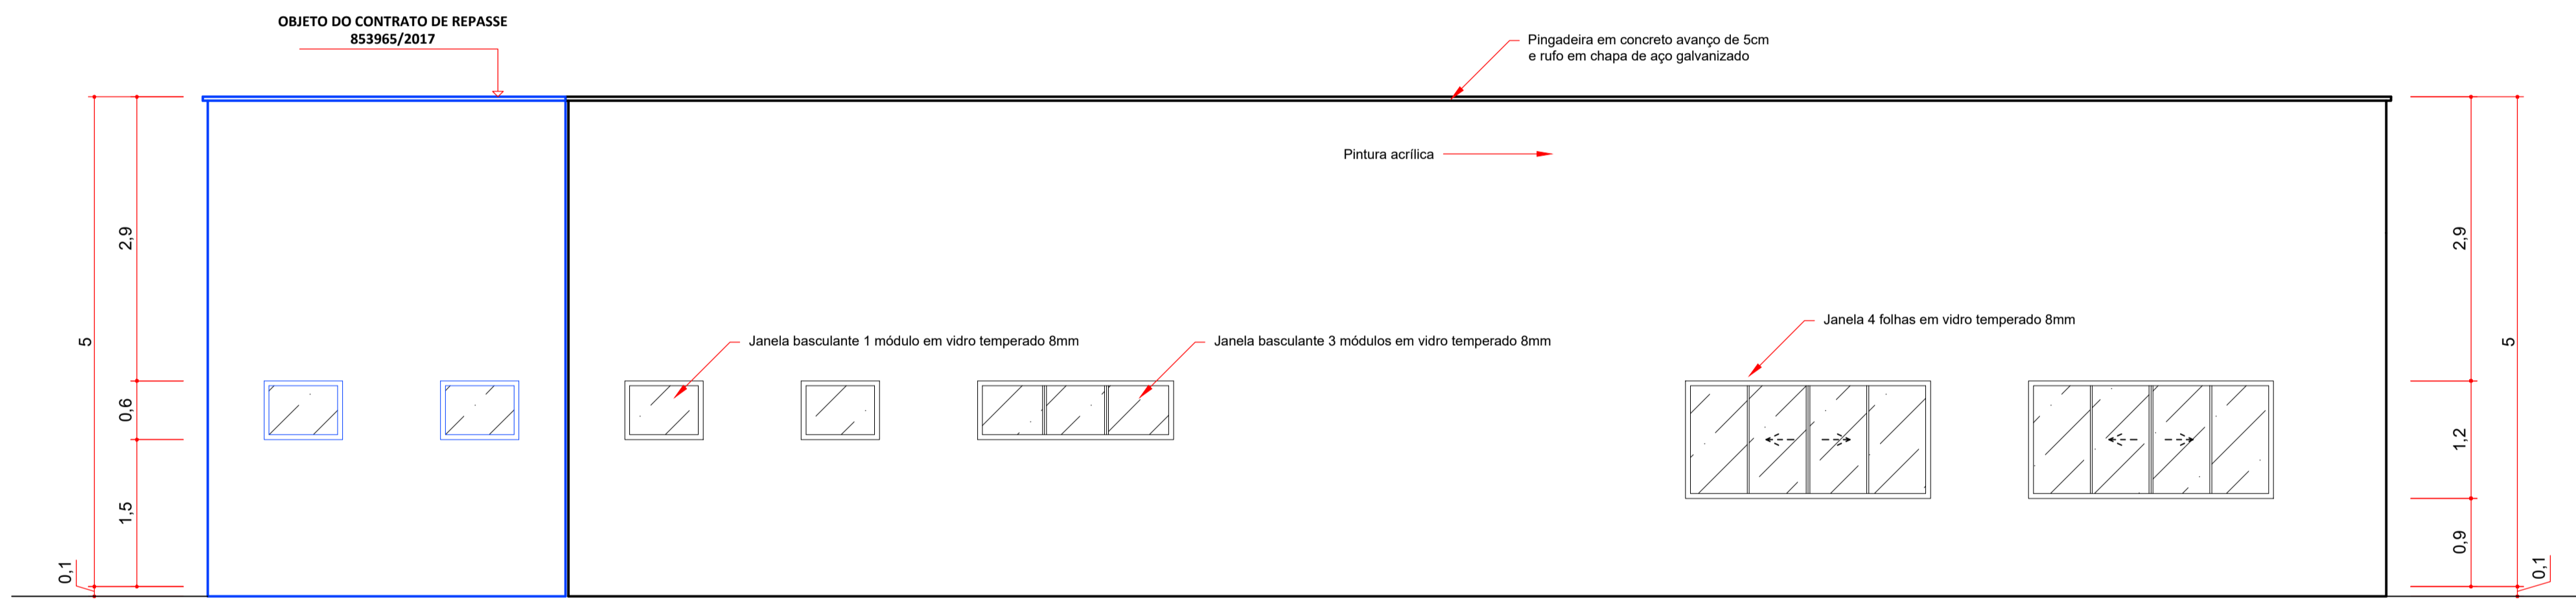 OBJETO DO CONTRATO DE REPASSE
853965/2017
Pingadeira em concreto avanço de 5cm
e rufo em chapa de aço galvanizado
Pintura acrílica
2,9
5
0,6
1,5
0,1
Janela basculante 1 módulo em vidro temperado 8mm
Janela basculante 3 módulos em vidro temperado 8mm
Janela 4 folhas em vidro temperado 8mm
2,9
5
1,2
0,9
0,1